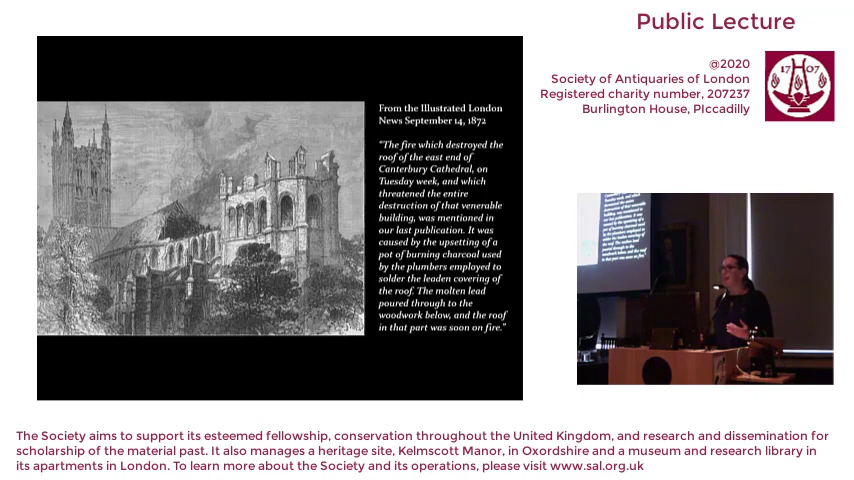 Public Lecture
@2020
Society of Antiquaries of London
Registered charity number, 207237
Burlington House, PIccadilly
17 07
From the Illustrated London
News September 14, 1872
"The fire which destroyed the
roof of the east end of
Canterbury Cathedral, on
Tuesday week, and which
threatened the entire
destruction of that venerable
building, was mentioned in
our last publication. It was
caused by the upsetting of a
pot of burning charcoal used
by the plumbers employed to
solder the leaden covering of
the roof. The molten lead
poured through to the
woodwork below, and the roof
in that part was soon on fire."
The Society aims to support its esteemed fellowship, conservation throughout the United Kingdom, and research and dissemination for
scholarship of the material past. It also manages a heritage site, Kelmscott Manor, in Oxordshire and a museum and research library in
its apartments in London. To learn more about the Society and its operations, please visit www.sal.org.uk